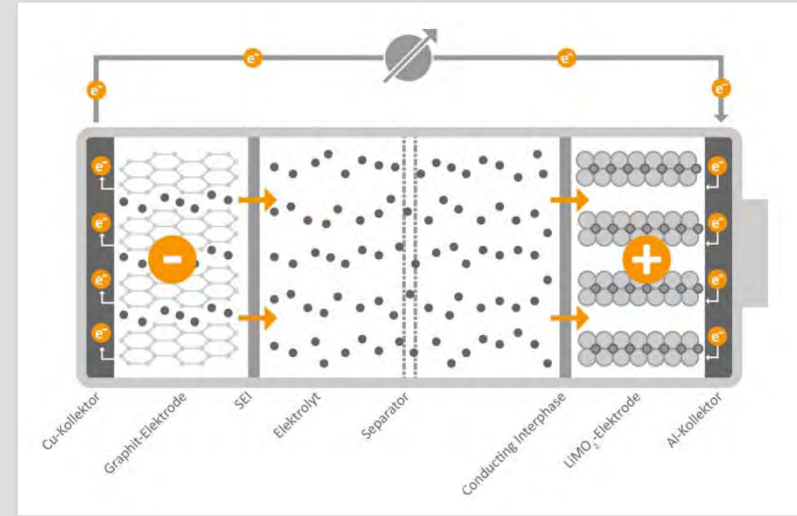 e⁻
e⁻
e⁻
e⁻
e⁻
e⁻
e⁻
e⁻
e⁻
e⁻
-
+
e⁻
e⁻
e⁻
e⁻
Cu-Kollektor
Graphit-Elektrode
SEI
Elektrolyt
Separator
Conducting Interphase
LiMO₂-Elektrode
Al-Kollektor